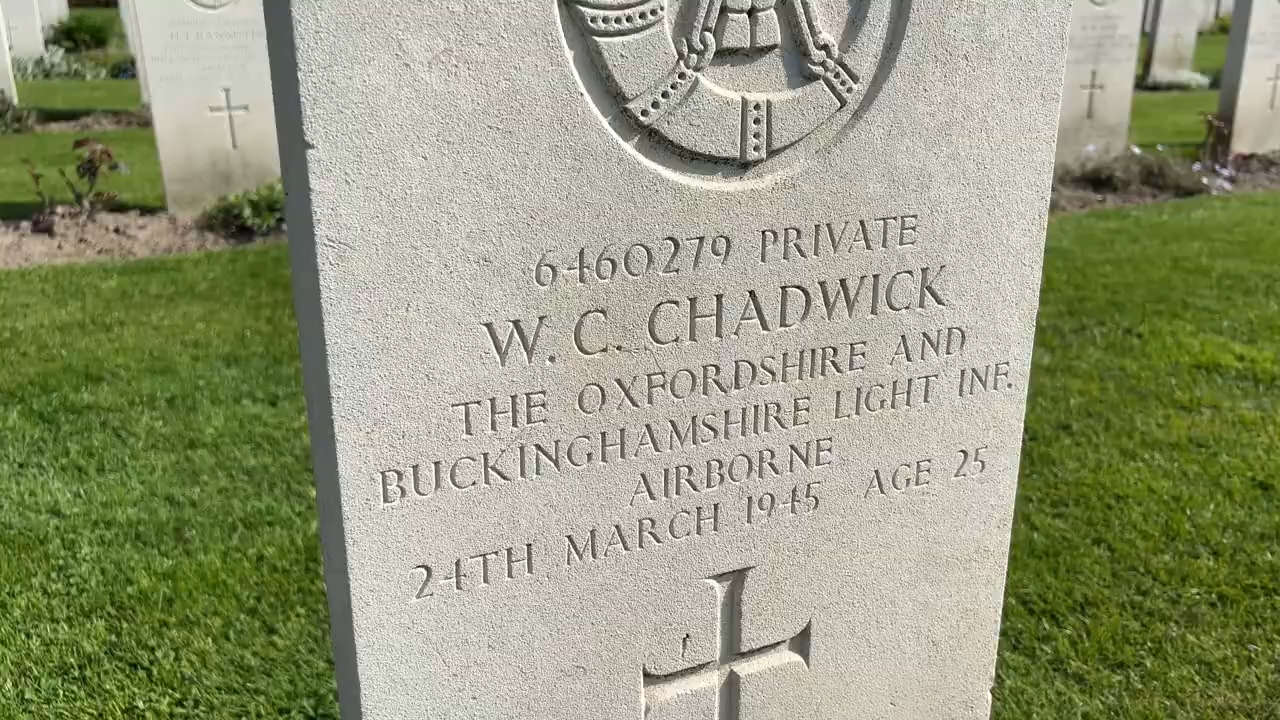 6460279 PRIVATE
W. C. CHADWICK
THE OXFORDSHIRE AND
BUCKINGHAMSHIRE LIGHT INF.
AIRBORNE
24TH MARCH 1945 AGE 25